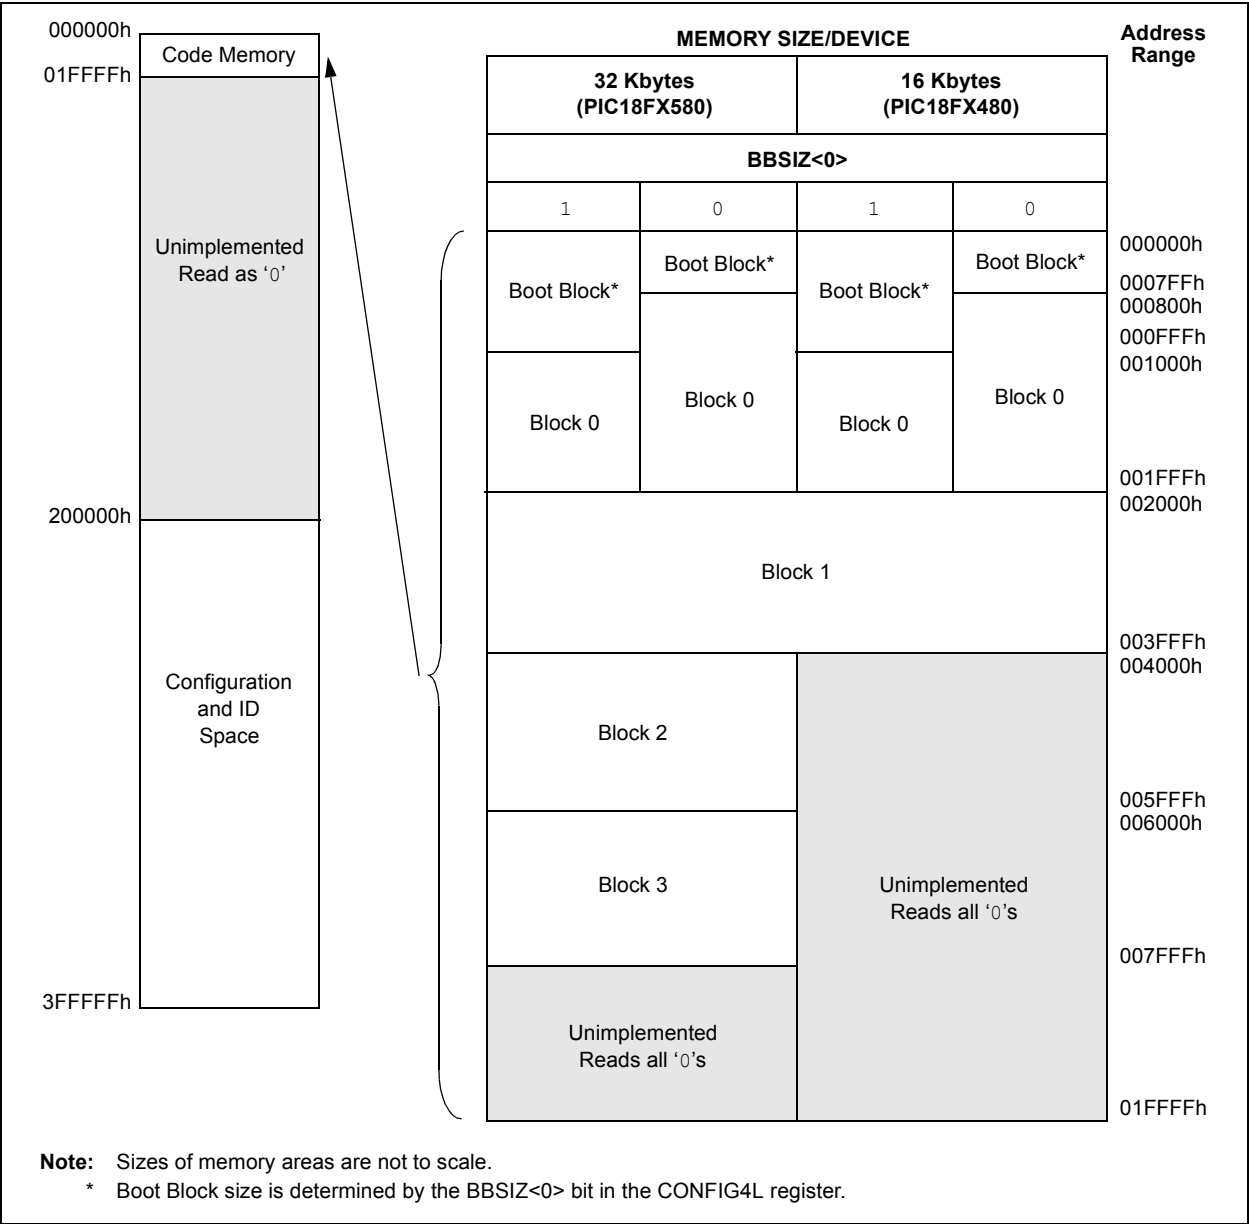 000000h
Code Memory
01FFFFh
Unimplemented
Read as ‘0’
200000h
Configuration
and ID
Space
3FFFFFh
MEMORY SIZE/DEVICE
Address
Range
32 Kbytes
(PIC18FX580)
16 Kbytes
(PIC18FX480)
BBSIZ<0>
1 0 1 0
Boot Block*
Boot Block*
Boot Block*
Boot Block*
Block 0
Block 0
Block 0
Block 0
Block 1
Block 2
Block 3
Unimplemented
Reads all ‘0’s
Unimplemented
Reads all ‘0’s
000000h
0007FFh
000800h
000FFFh
001000h
001FFFh
002000h
003FFFh
004000h
005FFFh
006000h
007FFFh
01FFFFh
Note: Sizes of memory areas are not to scale.
* Boot Block size is determined by the BBSIZ<0> bit in the CONFIG4L register.